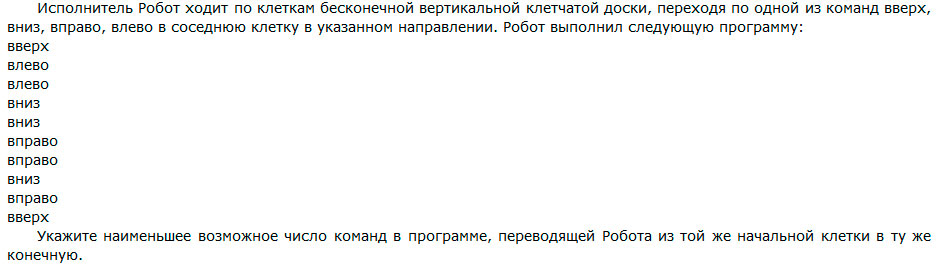 Исполнитель Робот ходит по клеткам бесконечной вертикальной клетчатой доски, переходя по одной из команд вверх,
вниз, вправо, влево в соседнюю клетку в указанном направлении. Робот выполнил следующую программу:
вверх
влево
влево
вниз
вниз
вправо
вправо
вниз
вправо
вверх
Укажите наименьшее возможное число команд в программе, переводящей Робота из той же начальной клетки в ту же
конечную.